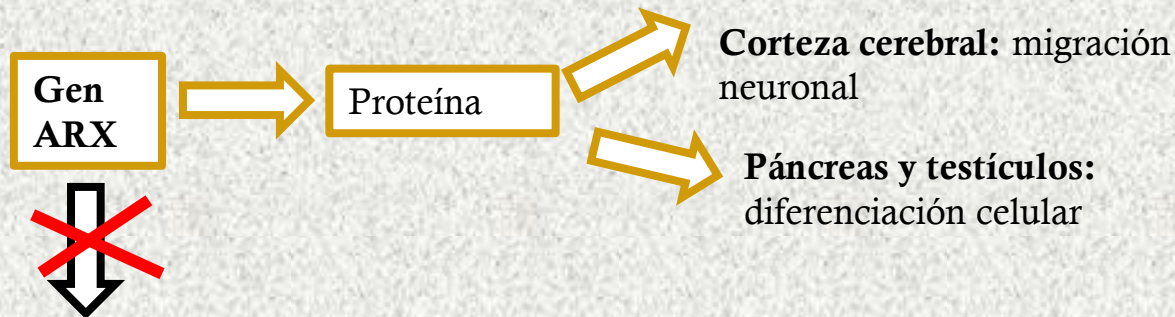 Gen
ARX
Proteína
Corteza cerebral: migración
neuronal
Páncreas y testículos:
diferenciación celular